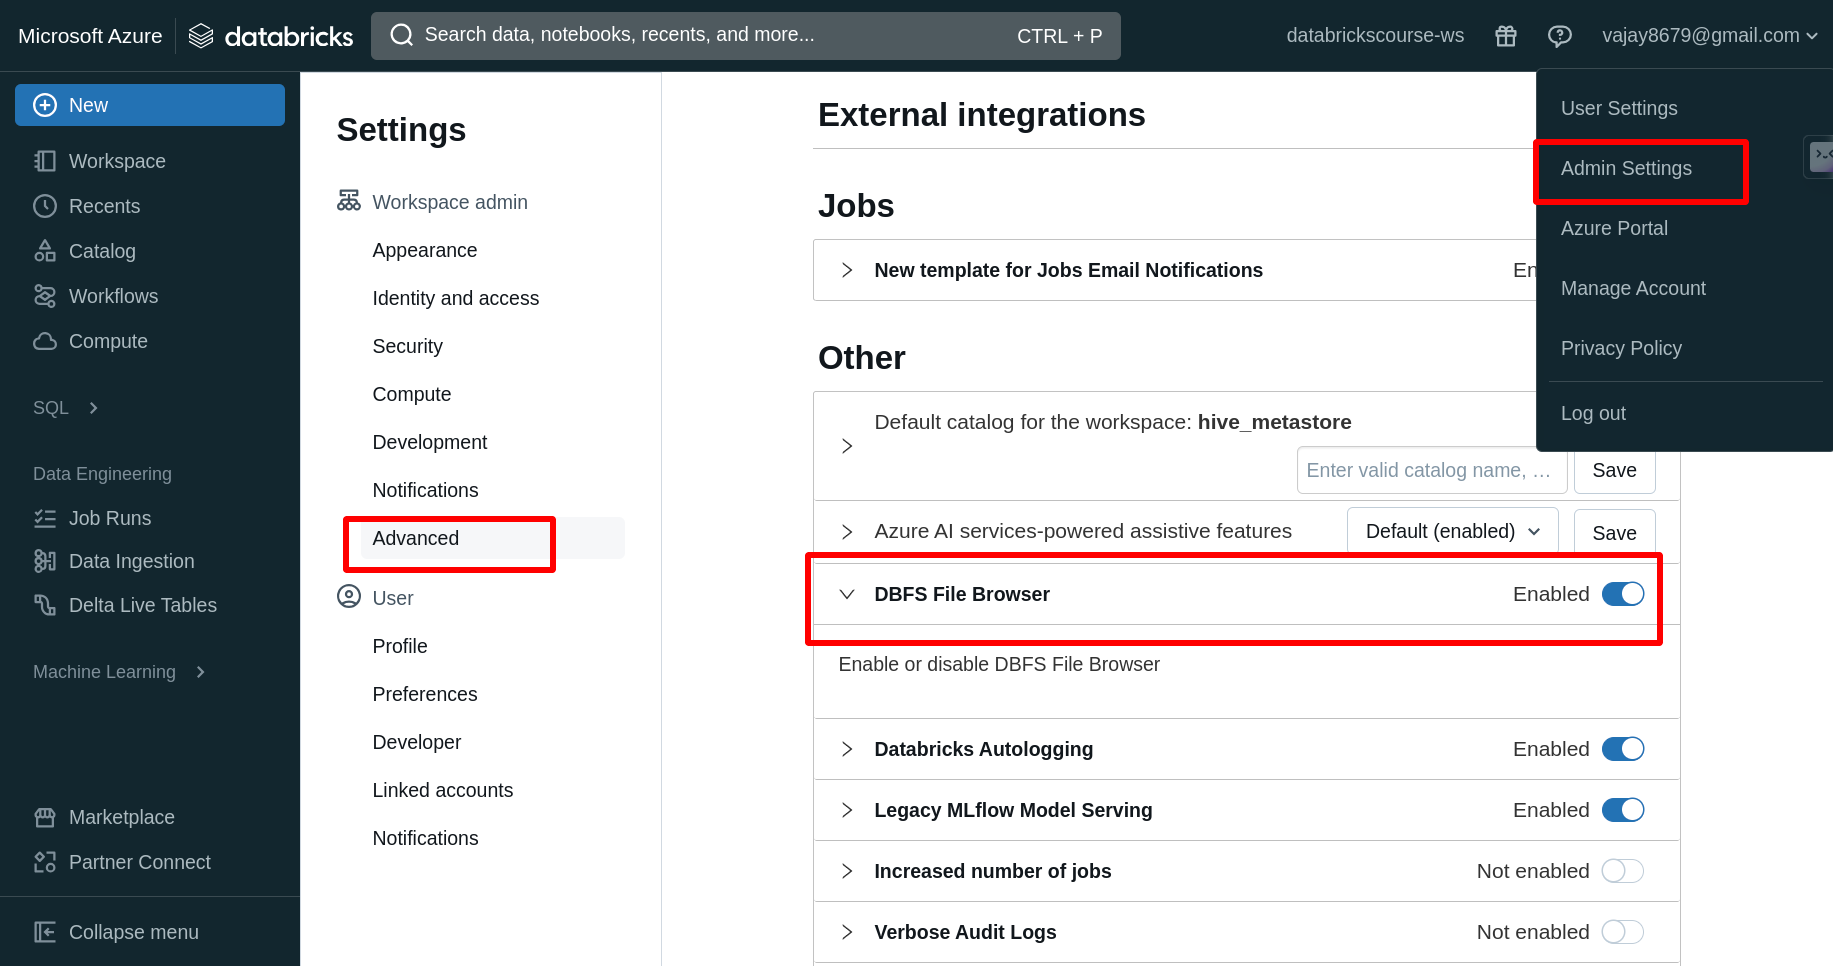 Microsoft Azure
databricks
Search data, notebooks, recents, and more...
CTRL + P
databrickscourse-ws
vajay8679@gmail.com
New
Workspace
Recents
Catalog
Workflows
Compute
SQL
Data Engineering
Job Runs
Data Ingestion
Delta Live Tables
Machine Learning
Marketplace
Partner Connect
Collapse menu
Settings
Workspace admin
Appearance
Identity and access
Security
Compute
Development
Notifications
Advanced
User
Profile
Preferences
Developer
Linked accounts
Notifications
External integrations
Jobs
New template for Jobs Email Notifications
En
Other
Default catalog for the workspace: hive_metastore
Enter valid catalog name, …
Save
Azure AI services-powered assistive features
Default (enabled)
Save
DBFS File Browser
Enabled
Enable or disable DBFS File Browser
Databricks Autologging
Enabled
Legacy MLflow Model Serving
Enabled
Increased number of jobs
Not enabled
Verbose Audit Logs
Not enabled
User Settings
Admin Settings
Azure Portal
Manage Account
Privacy Policy
Log out